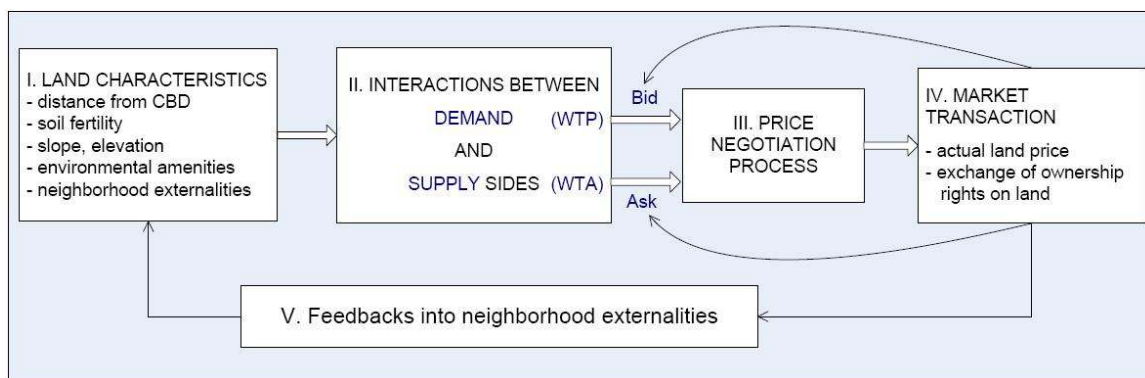 I. LAND CHARACTERISTICS
- distance from CBD
- soil fertility
- slope, elevation
- environmental amenities
- neighborhood externalities
II. INTERACTIONS BETWEEN
DEMAND (WTP)
AND
SUPPLY SIDES (WTA)
Bid
Ask
III. PRICE
NEGOTIATION
PROCESS
IV. MARKET
TRANSACTION
- actual land price
- exchange of ownership
rights on land
V. Feedbacks into neighborhood externalities